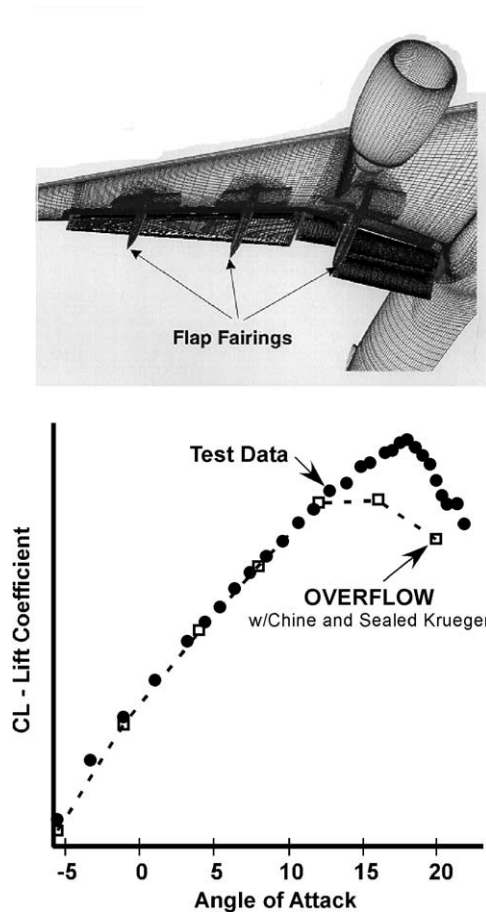 Flap Fairings
Test Data
OVERFLOW
w/Chine and Sealed Krueger
CL - Lift Coefficient
-5 0 5 10 15 20
Angle of Attack